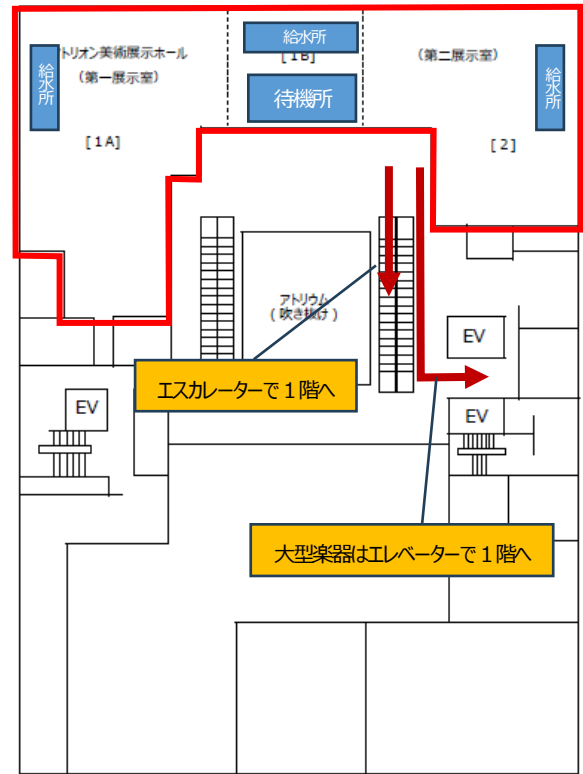 給水所
トリオン美術展示ホール
(第一展示室)
[1A]
給水所
[1B]
待機所
(第二展示室)
給水所
[2]
アトリウム
(吹き抜け)
EV
エスカレーターで1階へ
EV
EV
大型楽器はエレベーターで1階へ